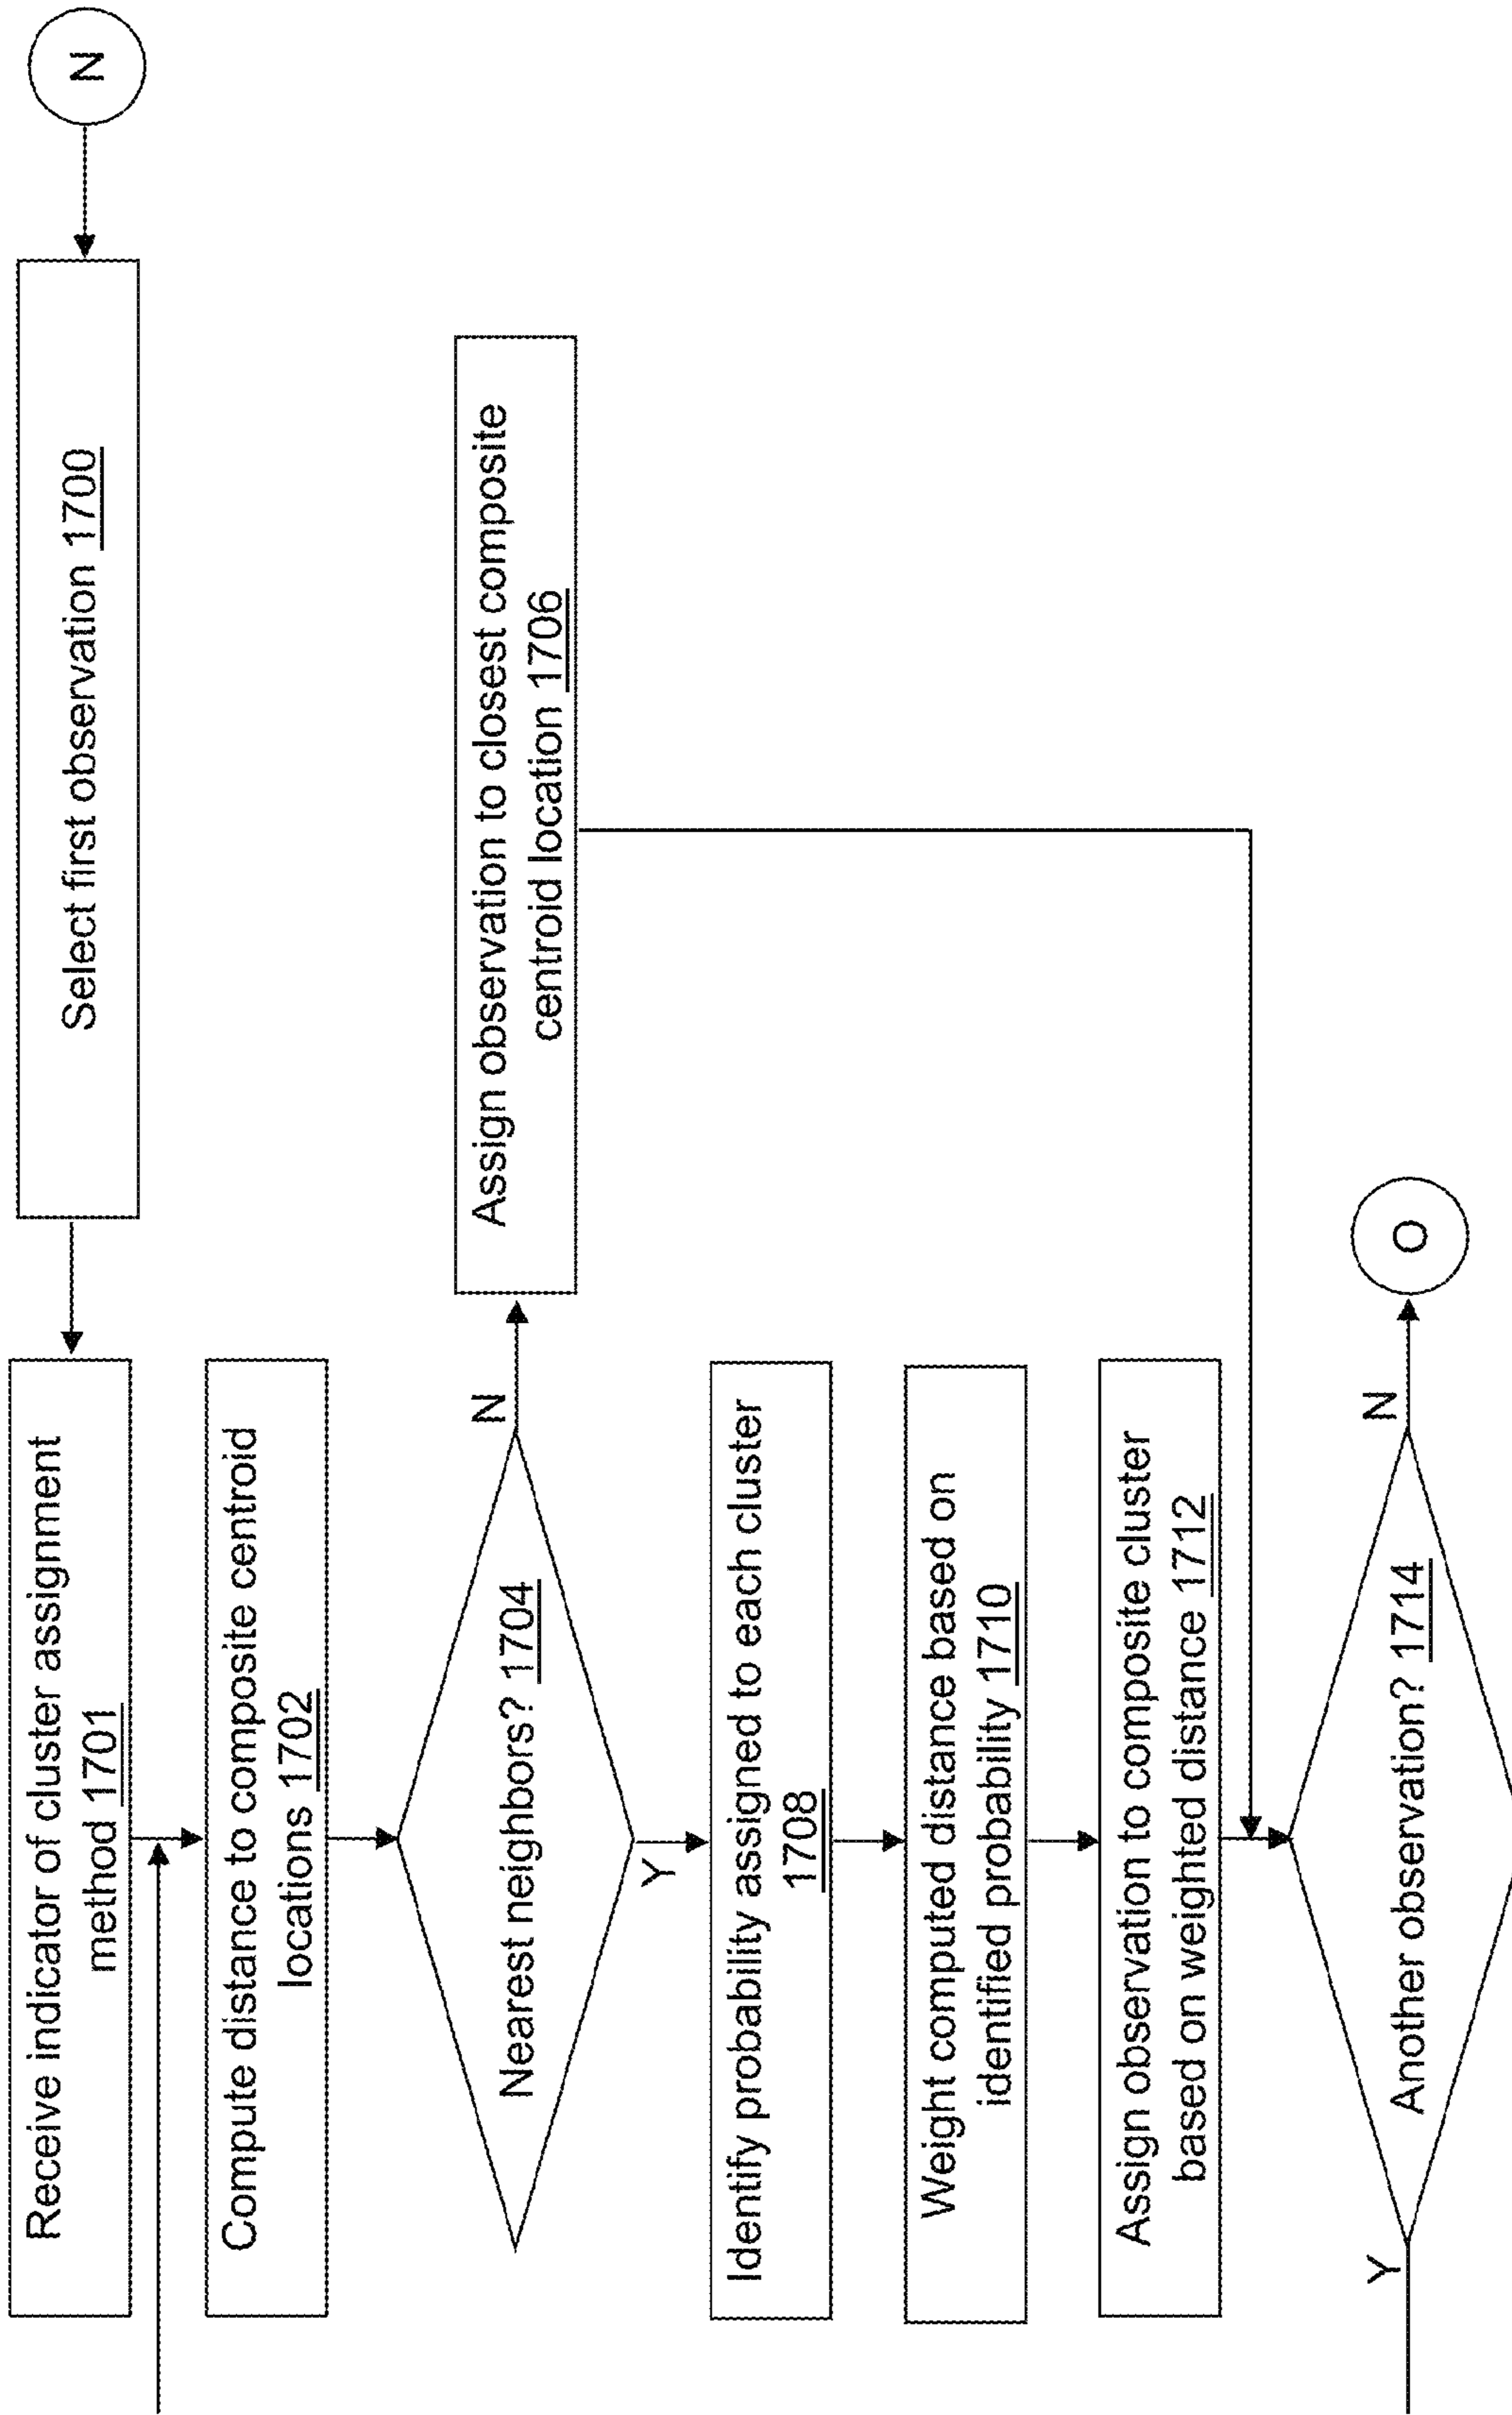 N
Select first observation 1700
Receive indicator of cluster assignment
method 1701
Compute distance to composite centroid
locations 1702
Nearest neighbors? 1704
N
Y
Assign observation to closest composite
centroid location 1706
Identify probability assigned to each cluster
1708
Weight computed distance based on
identified probability 1710
Assign observation to composite cluster
based on weighted distance 1712
Another observation? 1714
Y
N
O